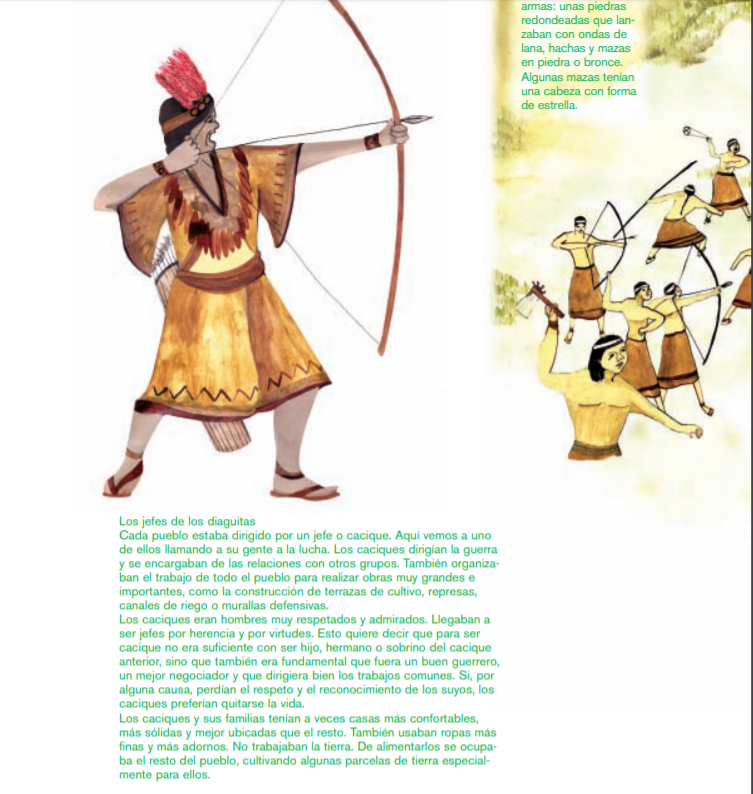 armas: unas piedras
redondeadas que lan-
zaban con ondas de
lana, hachas y mazas
en piedra o bronce.
Algunas mazas tenían
una cabeza con forma
de estrella.
Los jefes de los diaguitas
Cada pueblo estaba dirigido por un jefe o cacique. Aquí vemos a uno
de ellos llamando a su gente a la lucha. Los caciques dirigían la guerra
y se encargaban de las relaciones con otros grupos. También organiza-
ban el trabajo de todo el pueblo para realizar obras muy grandes e
importantes, como la construcción de terrazas de cultivo, represas,
canales de riego o murallas defensivas.
Los caciques eran hombres muy respetados y admirados. Llegaban a
ser jefes por herencia y por virtudes. Esto quiere decir que para ser
cacique no era suficiente con ser hijo, hermano o sobrino del cacique
anterior, sino que también era fundamental que fuera un buen guerrero,
un mejor negociador y que dirigiera bien los trabajos comunes. Si, por
alguna causa, perdían el respeto y el reconocimiento de los suyos, los
caciques preferían quitarse la vida.
Los caciques y sus familias tenían a veces casas más confortables,
más sólidas y mejor ubicadas que el resto. También usaban ropas más
finas y más adornos. No trabajaban la tierra. De alimentarlos se ocupa-
ba el resto del pueblo, cultivando algunas parcelas de tierra especial-
mente para ellos.